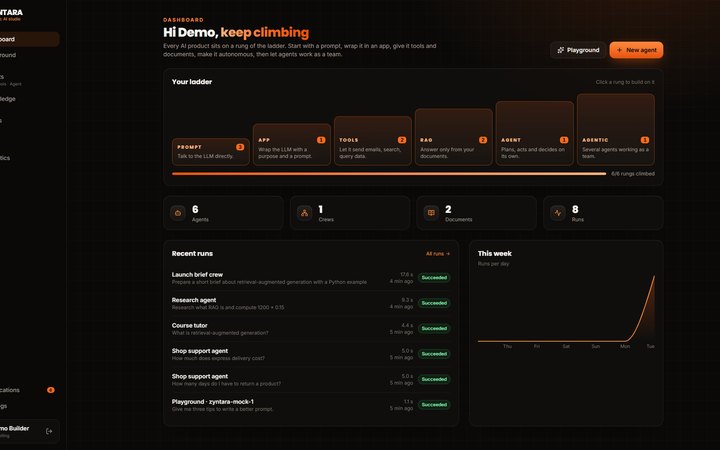 NTARA
AI studio
DASHBOARD
Hi Demo, keep climbing
Every AI product sits on a rung of the ladder. Start with a prompt, wrap it in an app, give it tools and
documents, make it autonomous, then let agents work as a team.
Playground
+ New agent
Your ladder
Click a rung to build on it
PROMPT 3
Talk to the LLM directly.
APP 1
Wrap the LLM with a
purpose and a prompt.
TOOLS 2
Let it send emails, search,
query data.
RAG 2
Answer only from your
documents.
AGENT 1
Plans, acts and decides on
its own.
AGENTIC 1
Several agents working as a
team.
6/6 rungs climbed
6
Agents
1
Crews
2
Documents
8
Runs
Recent runs
All runs →
Launch brief crew
Prepare a short brief about retrieval-augmented generation with a Python example
17.6 s
4 min ago
Succeeded
Research agent
Research what RAG is and compute 1200 × 0.15
9.3 s
4 min ago
Succeeded
Course tutor
What is retrieval-augmented generation?
4.4 s
5 min ago
Succeeded
Shop support agent
How much does express delivery cost?
5.0 s
5 min ago
Succeeded
Shop support agent
How many days do I have to return a product?
5.0 s
5 min ago
Succeeded
Playground · zyntara-mock-1
Give me three tips to write a better prompt.
1.1 s
5 min ago
Succeeded
This week
Runs per day
Thu Fri Sat Sun Mon Tue
board
round
ts
ools · Agent
ledge
s
tics
cations
gs
mo Builder